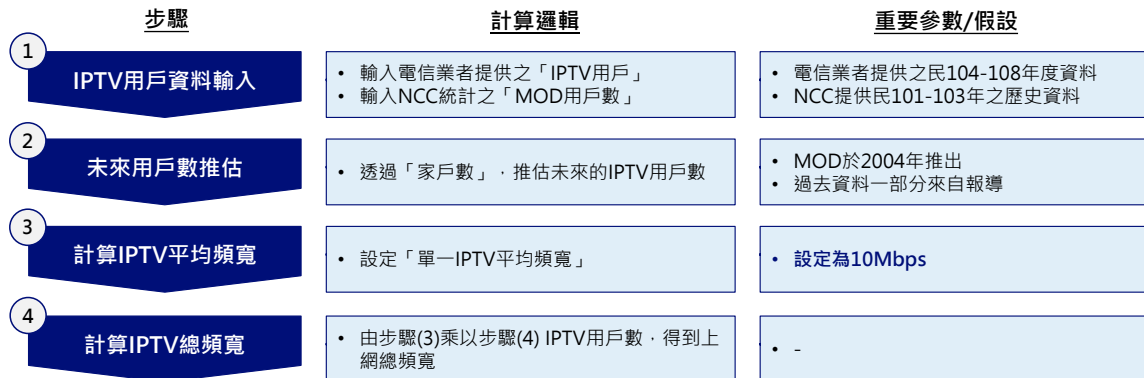 步驟
計算邏輯
重要參數/假設
1
IPTV用戶資料輸入
• 輸入電信業者提供之「IPTV用戶」
• 輸入NCC統計之「MOD用戶數」
• 電信業者提供之民104-108年度資料
• NCC提供民101-103年之歷史資料
2
未來用戶數推估
• 透過「家戶數」，推估未來的IPTV用戶數
• MOD於2004年推出
• 過去資料一部分來自報導
3
計算IPTV平均頻寬
• 設定「單一IPTV平均頻寬」
• 設定為10Mbps
4
計算IPTV總頻寬
• 由步驟(3)乘以步驟(4) IPTV用戶數，得到上
網總頻寬
• -